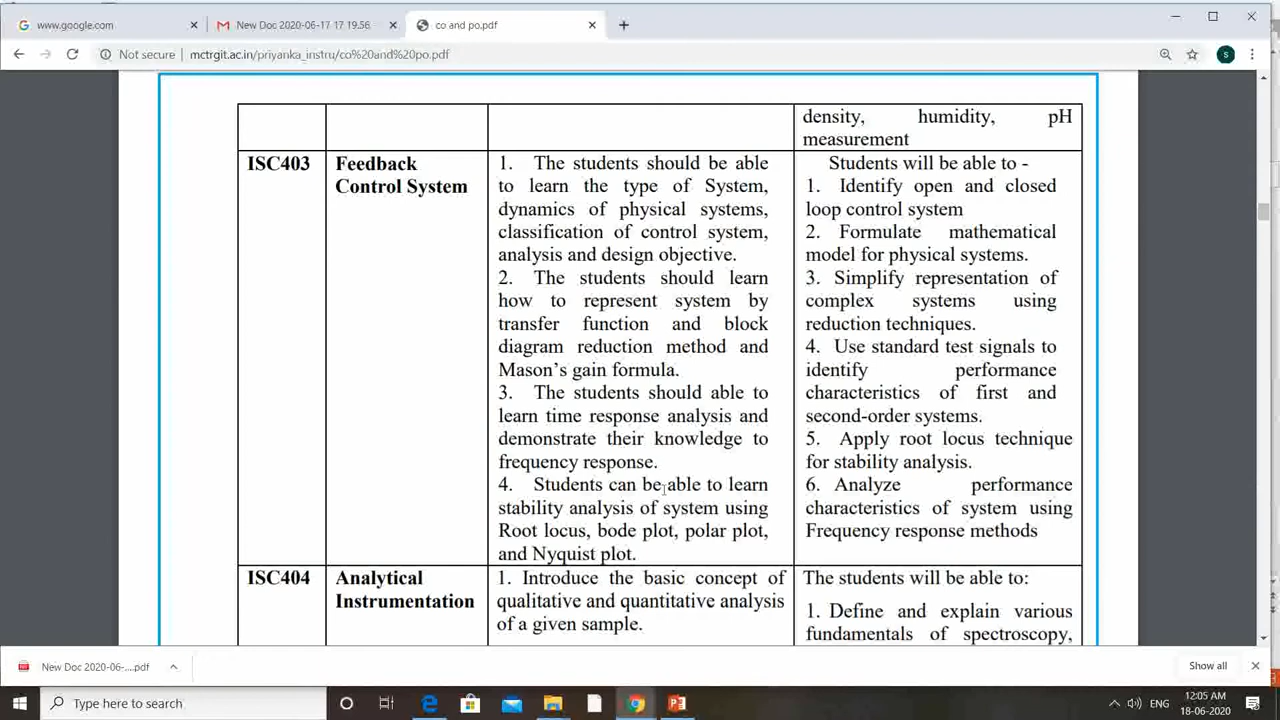 www.google.com
New Doc 2020-06-17 17.19.56.
co and po.pdf
Not secure
mctrgit.ac.in/priyanka_instru/co%20and%20po.pdf
S
density, humidity, pH
measurement
ISC403
Feedback
Control System
1. The students should be able
to learn the type of System,
dynamics of physical systems,
classification of control system,
analysis and design objective.
2. The students should learn
how to represent system by
transfer function and block
diagram reduction method and
Mason's gain formula.
3. The students should able to
learn time response analysis and
demonstrate their knowledge to
frequency response.
4. Students can be able to learn
stability analysis of system using
Root locus, bode plot, polar plot,
and Nyquist plot.
Students will be able to -
1. Identify open and closed
loop control system
2. Formulate mathematical
model for physical systems.
3. Simplify representation of
complex systems using
reduction techniques.
4. Use standard test signals to
identify performance
characteristics of first and
second-order systems.
5. Apply root locus technique
for stability analysis.
6. Analyze performance
characteristics of system using
Frequency response methods
ISC404
Analytical
Instrumentation
1. Introduce the basic concept of
qualitative and quantitative analysis
of a given sample.
The students will be able to:
1. Define and explain various
fundamentals of spectroscopy,
New Doc 2020-06-....pdf
Show all
Type here to search
ENG
12:05 AM
18-06-2020